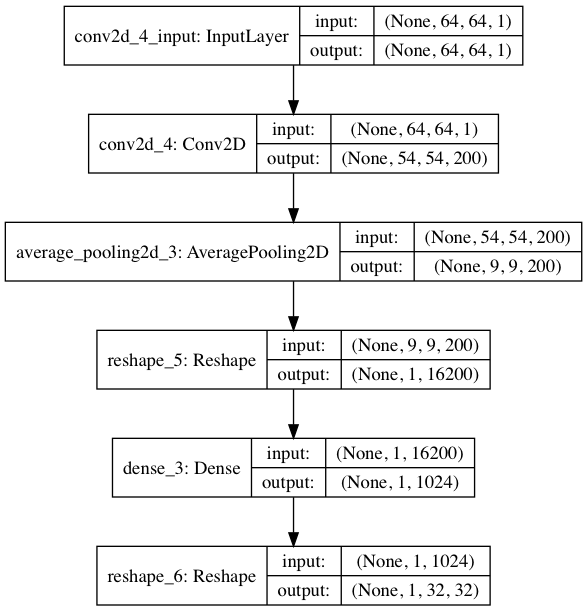 conv2d_4_input: InputLayer
input: (None, 64, 64, 1)
output: (None, 64, 64, 1)
conv2d_4: Conv2D
input: (None, 64, 64, 1)
output: (None, 54, 54, 200)
average_pooling2d_3: AveragePooling2D
input: (None, 54, 54, 200)
output: (None, 9, 9, 200)
reshape_5: Reshape
input: (None, 9, 9, 200)
output: (None, 1, 16200)
dense_3: Dense
input: (None, 1, 16200)
output: (None, 1, 1024)
reshape_6: Reshape
input: (None, 1, 1024)
output: (None, 1, 32, 32)